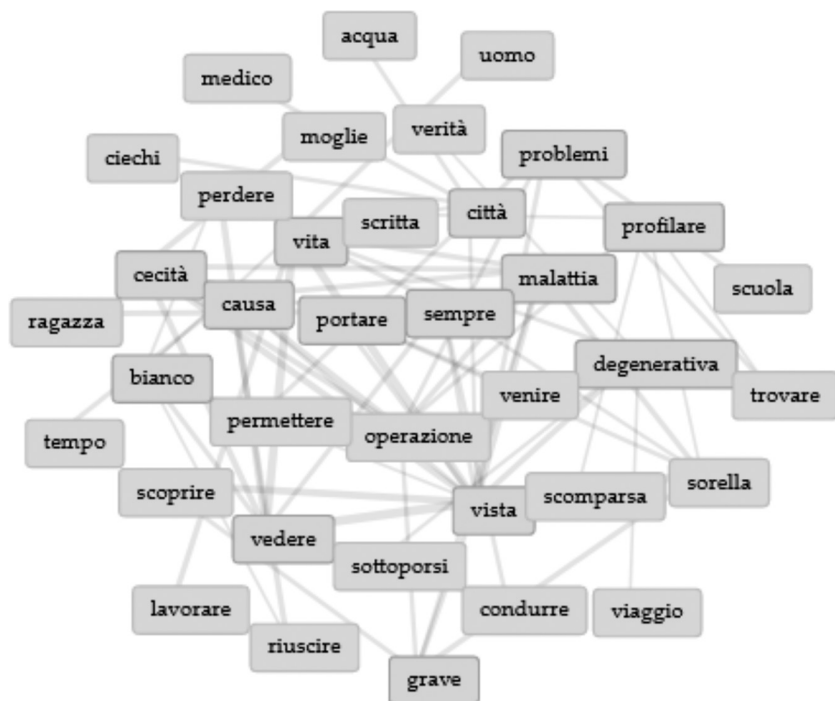 acqua
uomo
medico
verità
moglie
problemi
ciechi
perdere
città
scritta
profilare
vita
cecità
malattia
scuola
causa
sempre
portare
ragazza
degenerativa
bianco
venire
trovare
permettere
operazione
tempo
sorella
scoprire
scomparsa
vista
vedere
sottoporsi
lavorare
condurre
viaggio
riuscire
grave